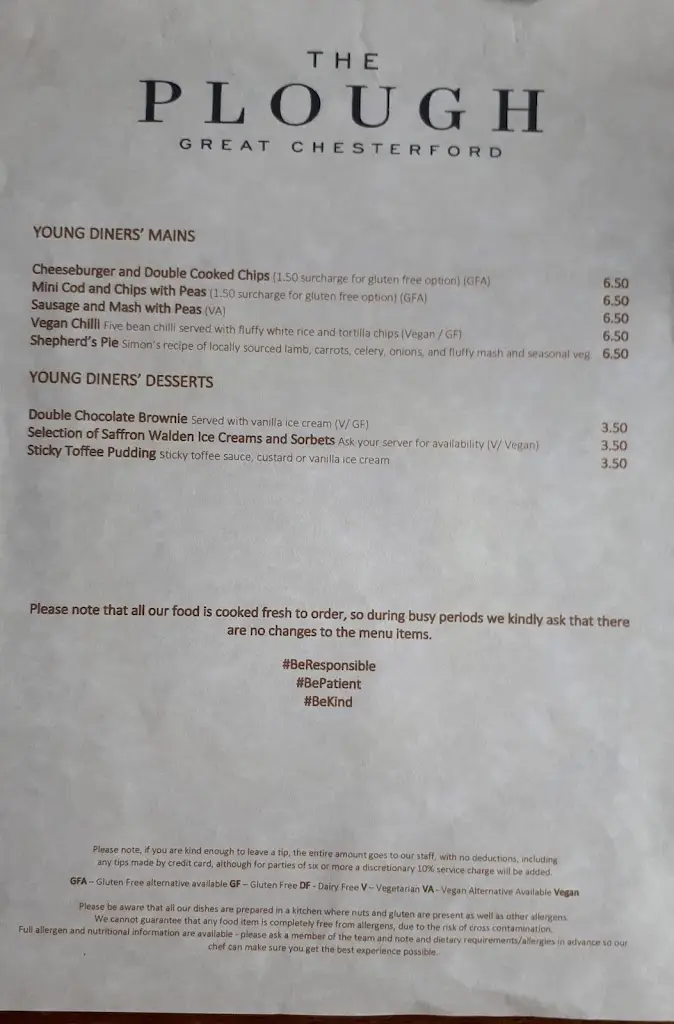 THE
PLOUGH
GREAT CHESTERFORD
YOUNG DINERS' MAINS
Cheeseburger and Double Cooked Chips (1.50 surcharge for gluten free option) (GFA) 6.50
Mini Cod and Chips with Peas (1.50 surcharge for gluten free option) (GFA) 6.50
Sausage and Mash with Peas (VA) 6.50
Vegan Chilli Five bean chilli served with fluffy white rice and tortilla chips (Vegan / GF) 6.50
Shepherd's Pie Simon's recipe of locally sourced lamb, carrots, celery, onions, and fluffy mash and seasonal veg 6.50
YOUNG DINERS' DESSERTS
Double Chocolate Brownie Served with vanilla ice cream (V/ GF) 3.50
Selection of Saffron Walden Ice Creams and Sorbets Ask your server for availability (V/ Vegan) 3.50
Sticky Toffee Pudding Sticky toffee sauce, custard or vanilla ice cream 3.50
Please note that all our food is cooked fresh to order, so during busy periods we kindly ask that there
are no changes to the menu items.
#BeResponsible
#BePatient
#BeKind
Please note, if you are kind enough to leave a tip, the entire amount goes to our staff, with no deductions, including
any tips made by credit card, although for parties of six or more a discretionary 10% service charge will be added.
GFA – Gluten Free alternative available GF – Gluten Free DF - Dairy Free V – Vegetarian VA - Vegan Alternative Available Vegan
Please be aware that all our dishes are prepared in a kitchen where nuts and gluten are present as well as other allergens.
We cannot guarantee that any food item is completely free from allergens, due to the risk of cross contamination.
Full allergen and nutritional information are available - please ask a member of the team and note and dietary requirements/allergies in advance so our
chef can make sure you get the best experience possible.